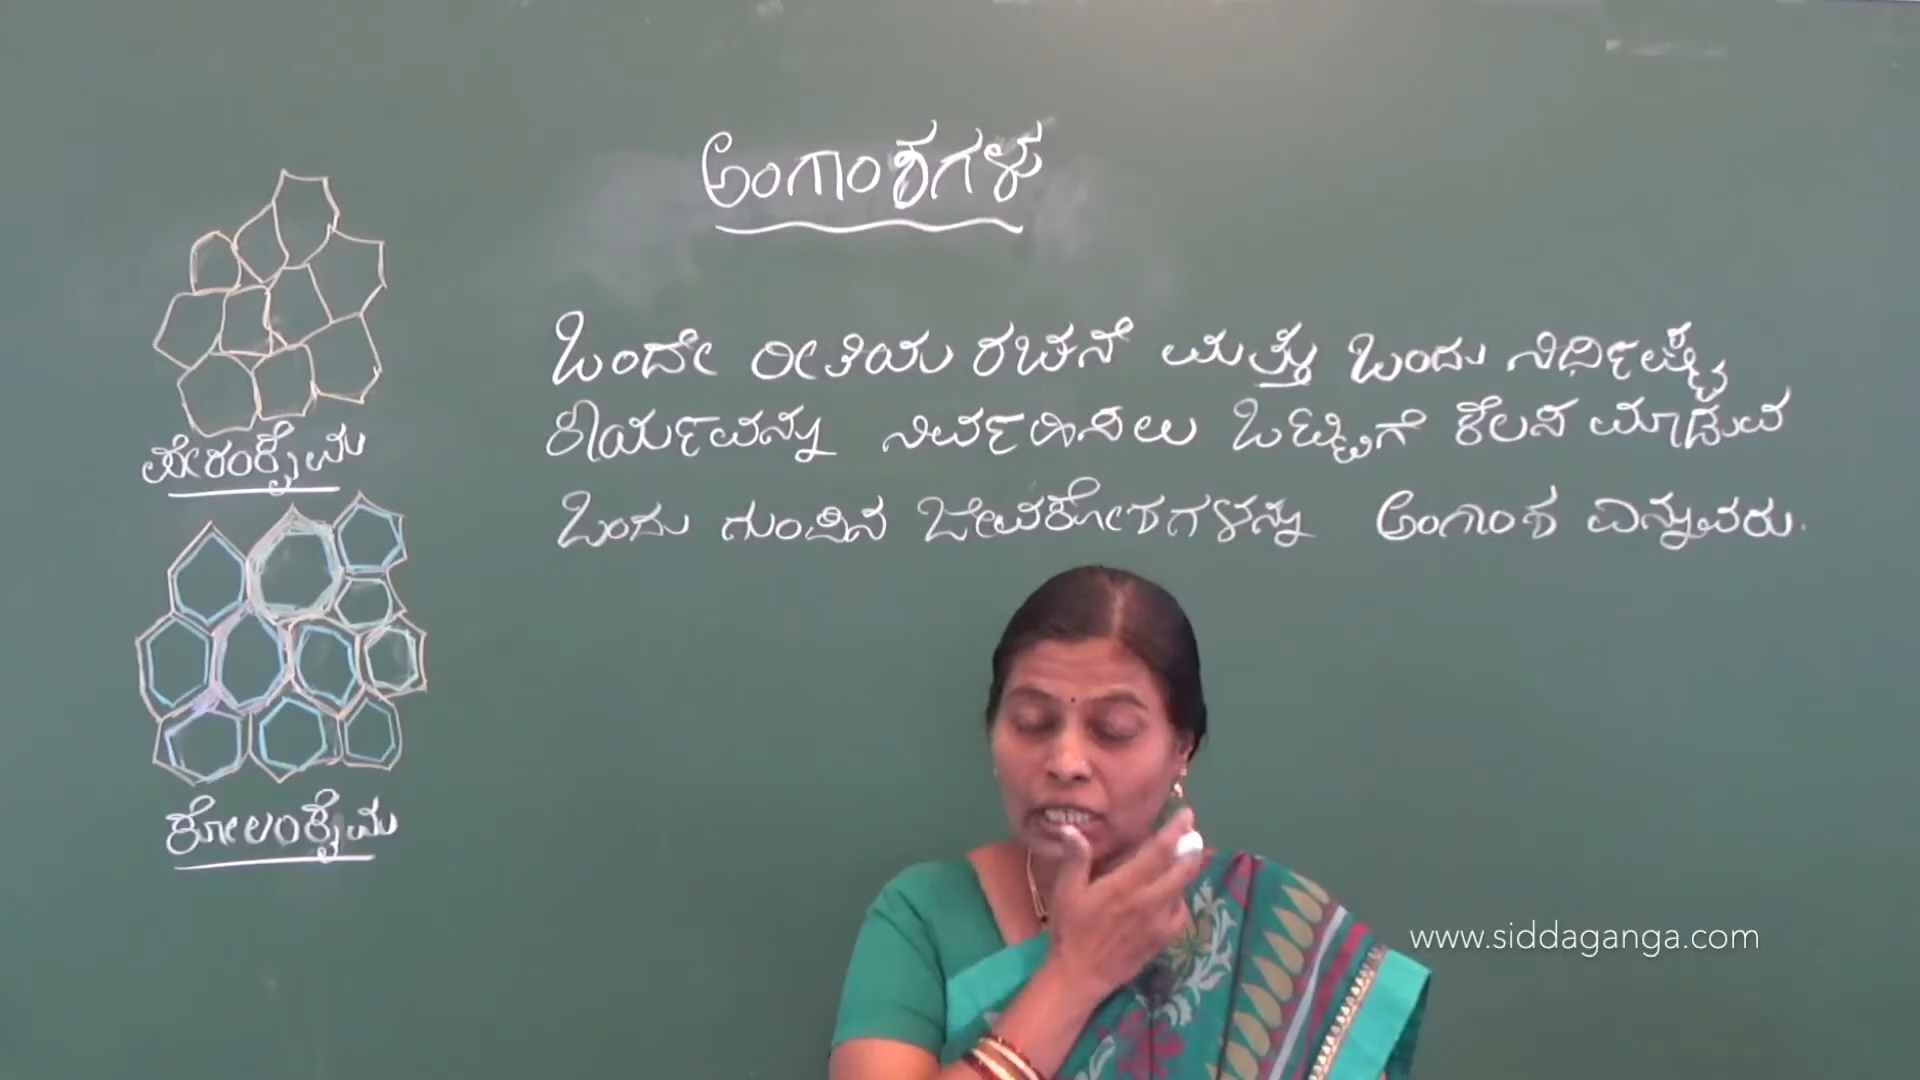 ಅಂಗಾಂಶಗಳು
ಒಂದೇ ರೀತಿಯ ರಚನೆ ಮತ್ತು ಒಂದು ನಿರ್ಧಿಷ್ಟ
ಕಾರ್ಯವನ್ನು ನಿರ್ವಹಿಸಲು ಒಟ್ಟಿಗೆ ಕೆಲಸ ಮಾಡುವ
ಒಂದು ಗುಂಪಿನ ಜೀವಕೋಶಗಳನ್ನು ಅಂಗಾಂಶ ಎನ್ನುವರು.
ಪೇರಂಕೈಮ
ಕೋಲಂಕೈಮ
www.siddaganga.com